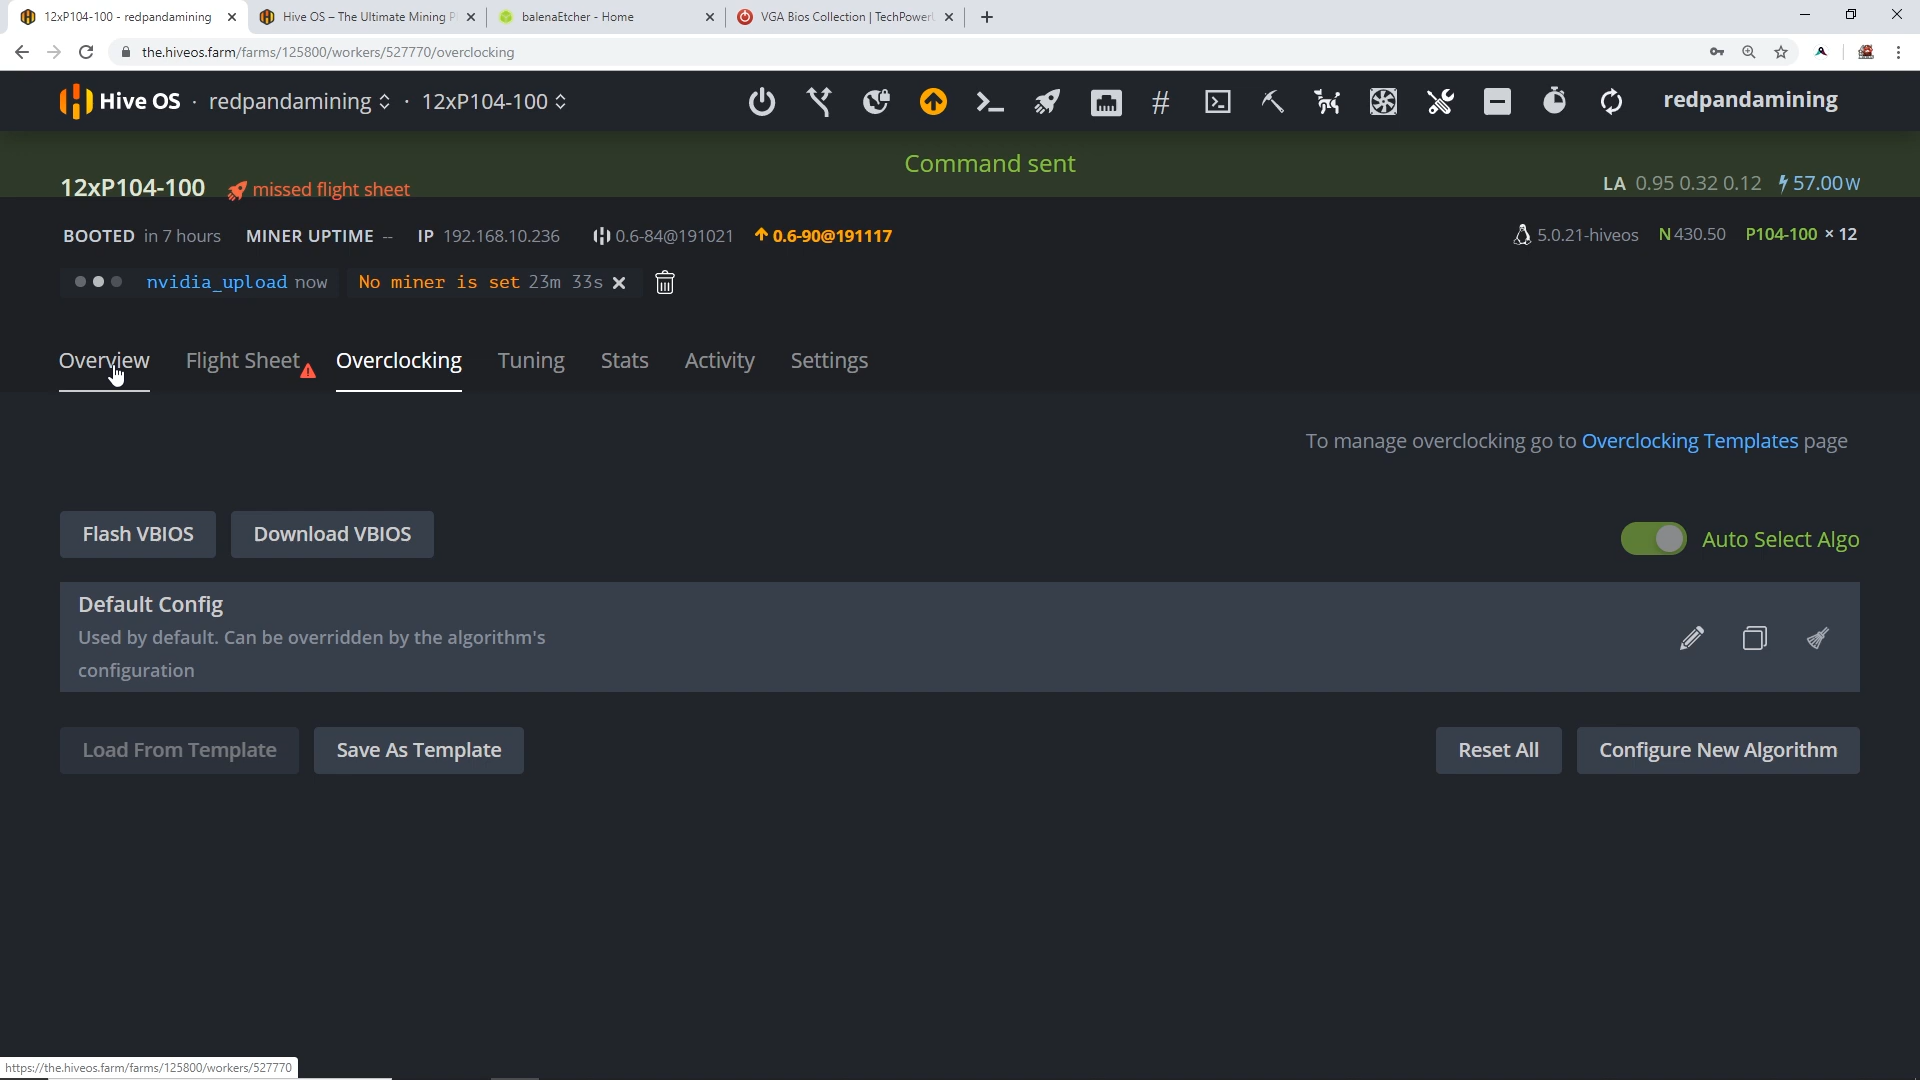 12xP104-100 - redpandamining
Hive OS – The Ultimate Mining P
balenaEtcher - Home
VGA Bios Collection | TechPowerU
the.hiveos.farm/farms/125800/workers/527770/overclocking
Hive OS · redpandamining · 12xP104-100
#
redpandamining
Command sent
12xP104-100 missed flight sheet
LA 0.95 0.32 0.12 57.00 W
BOOTED in 7 hours MINER UPTIME -- IP 192.168.10.236 0.6-84@191021 0.6-90@191117
5.0.21-hiveos N 430.50 P104-100 × 12
nvidia_upload now No miner is set 23m 33s
Overview Flight Sheet Overclocking Tuning Stats Activity Settings
To manage overclocking go to Overclocking Templates page
Flash VBIOS Download VBIOS
Auto Select Algo
Default Config
Used by default. Can be overridden by the algorithm's
configuration
Load From Template Save As Template
Reset All Configure New Algorithm
https://the.hiveos.farm/farms/125800/workers/527770